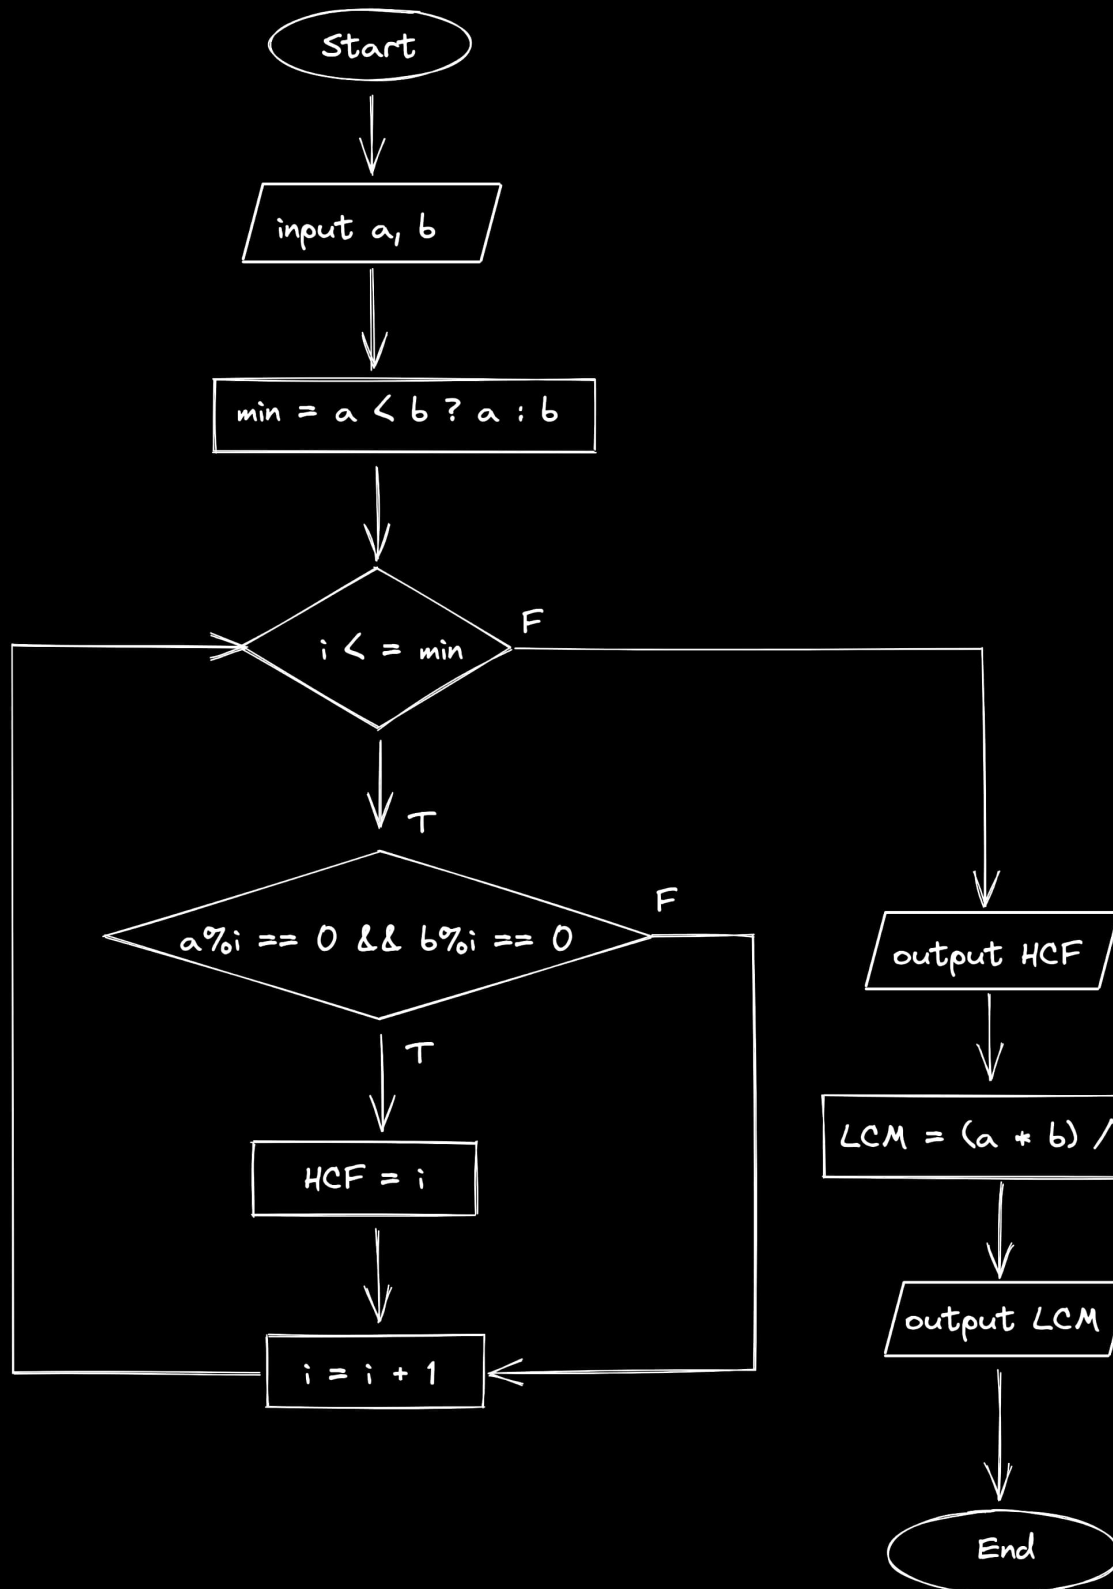 Start
input a, b
min = a < b ? a : b
i < = min
F
T
a%i == 0 && b%i == 0
F
T
HCF = i
i = i + 1
output HCF
LCM = (a * b) /
output LCM
End